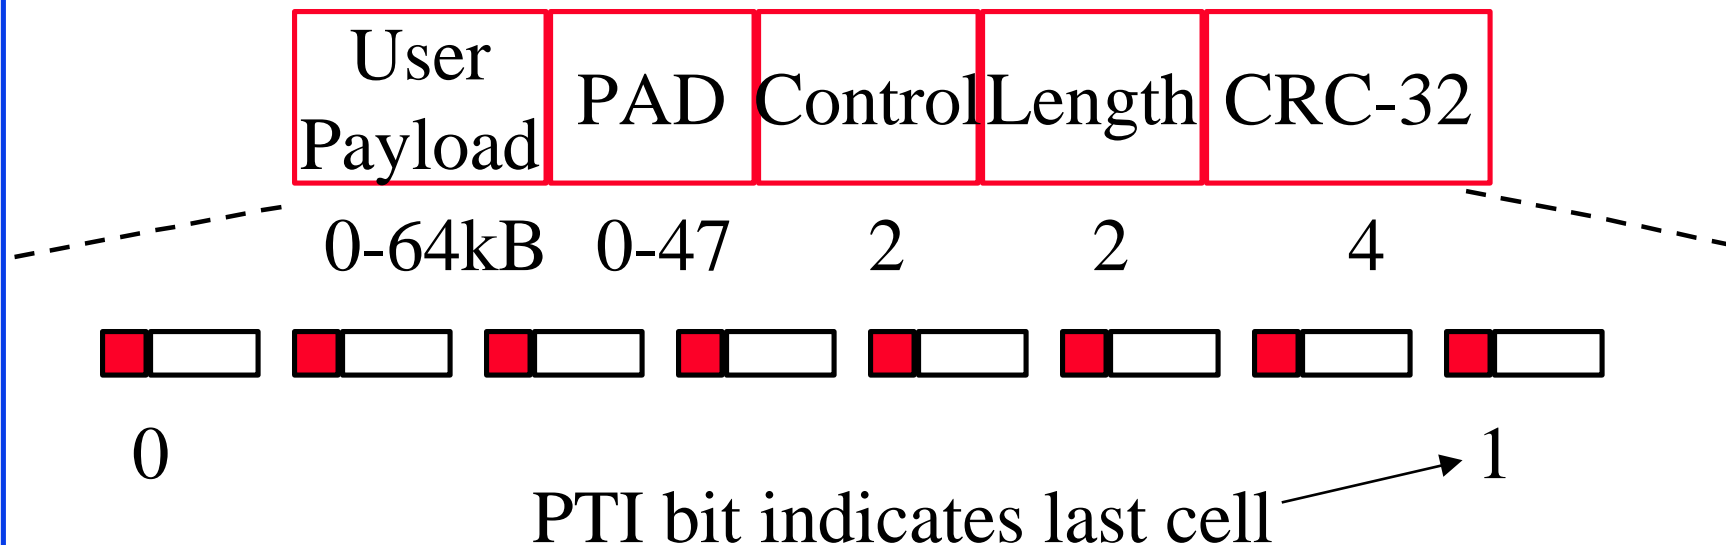 User Payload PAD Control Length CRC-32
0-64kB 0-47 2 2 4
0 1
PTI bit indicates last cell